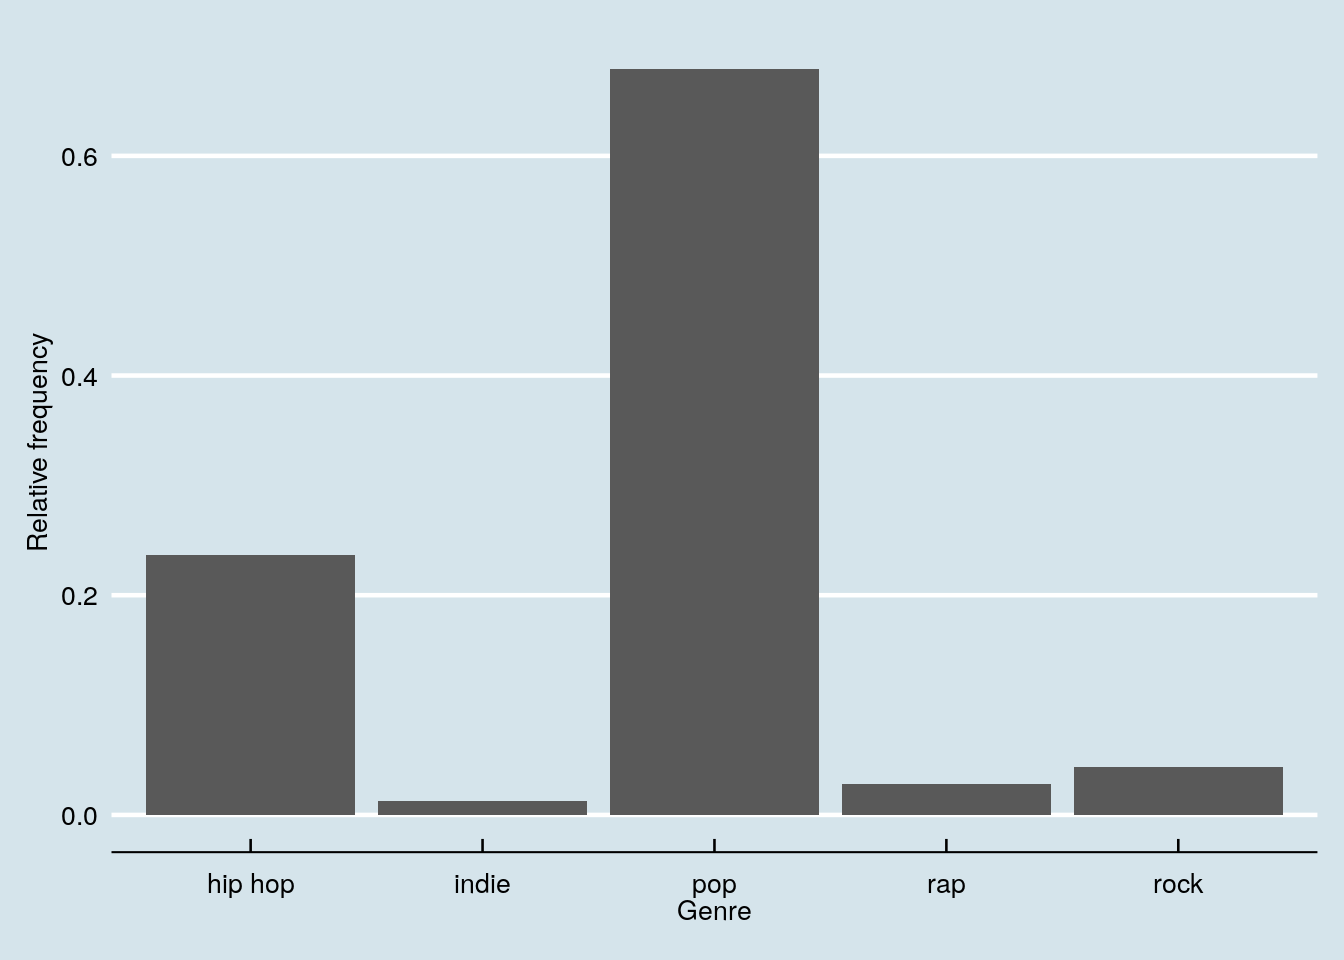 Relative frequency
0.6
0.4
0.2
0.0
hip hop
indie
pop
rap
rock
Genre